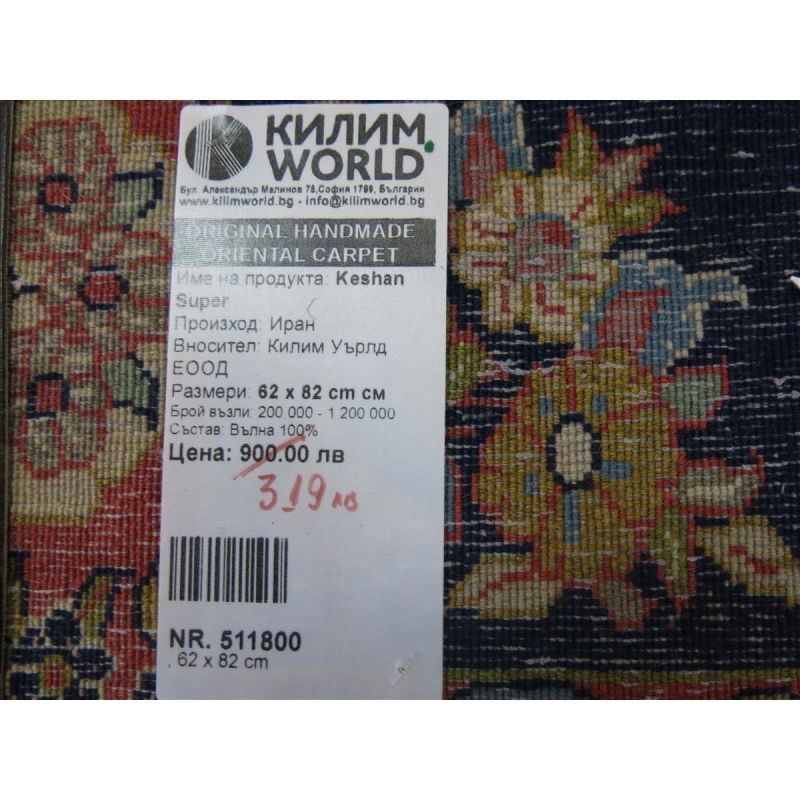 КИЛИМ
WORLD
Бул. Александър Малинов 78,София 1799, България
www.kilimworld.bg - info@kilimworld.bg
ORIGINAL HANDMADE
ORIENTAL CARPET
Име на продукта: Keshan
Super
Произход: Иран
Вносител: Килим Уърлд
ЕООД
Размери: 62 x 82 cm см
Брой възли: 200 000 - 1 200 000
Състав: Вълна 100%
Цена: 900.00 лв
319 лв
NR. 511800
, 62 x 82 cm